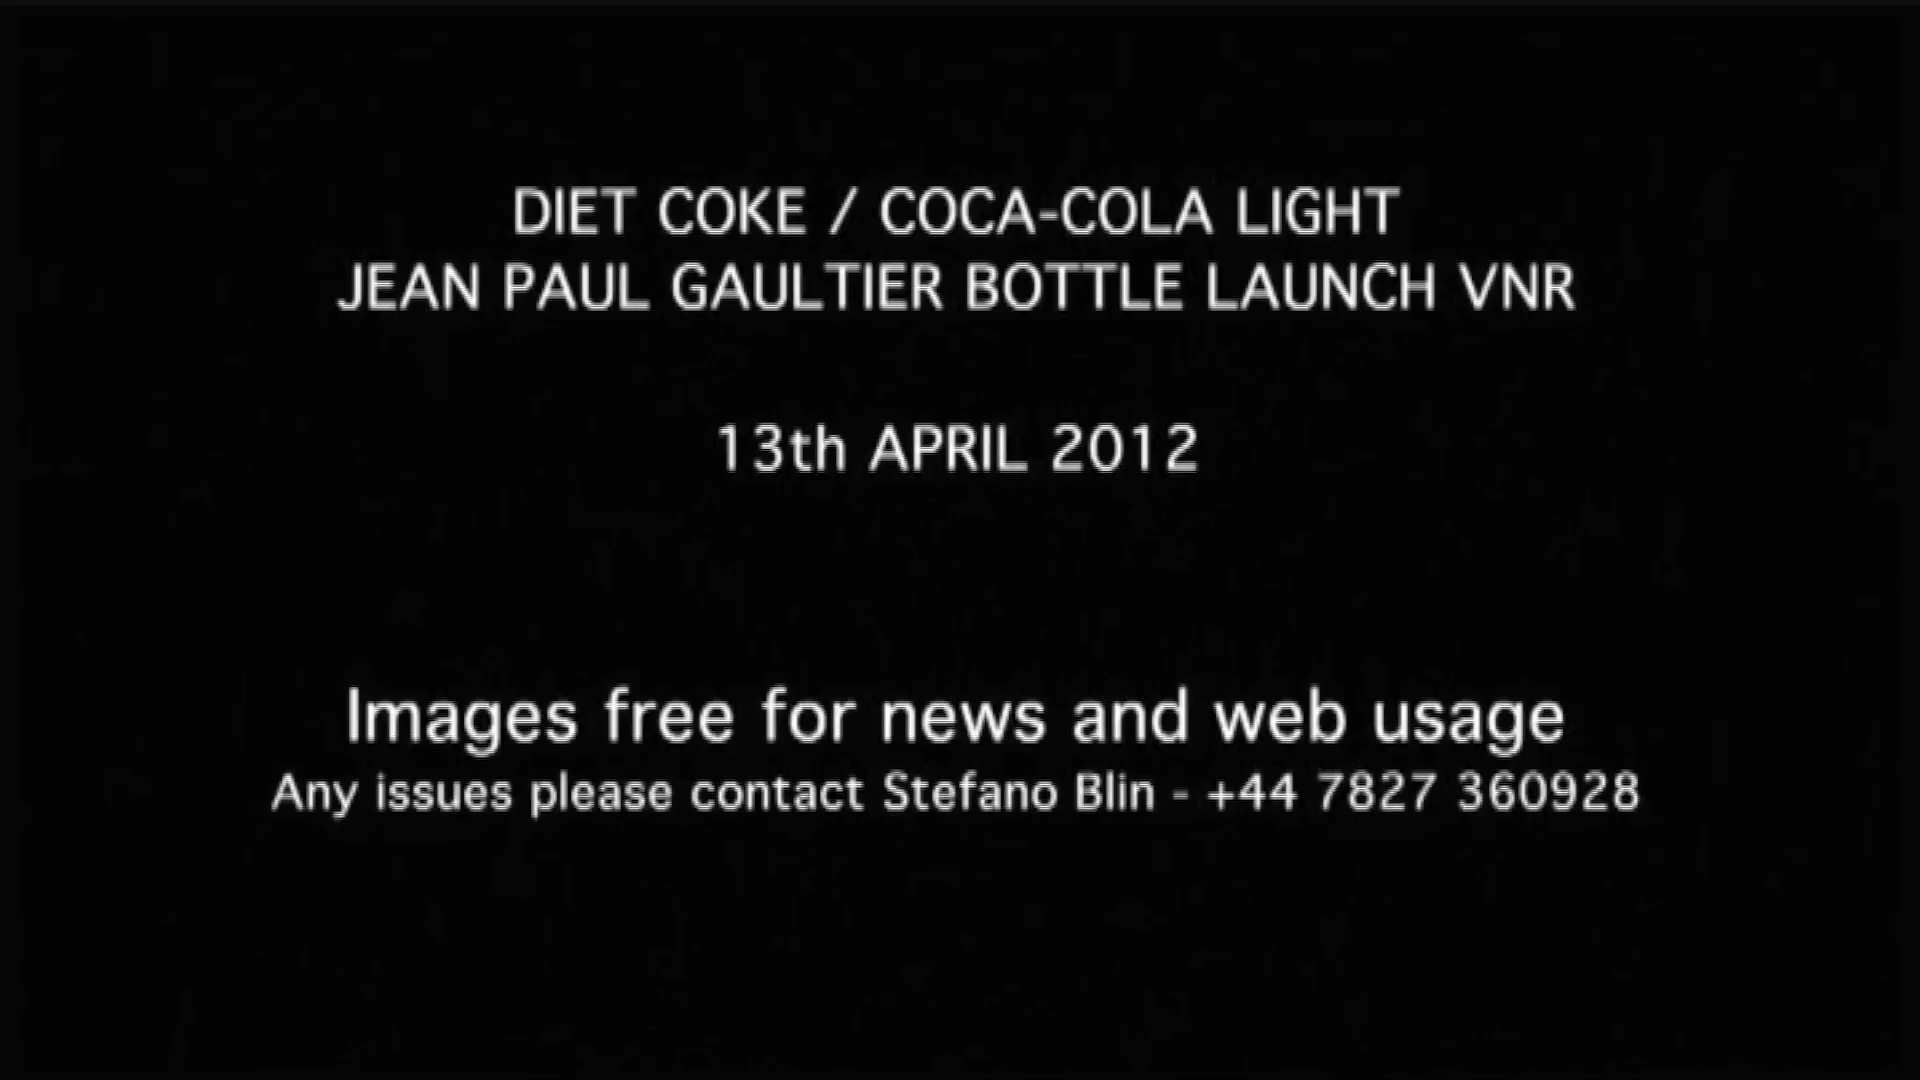 DIET COKE / COCA-COLA LIGHT
JEAN PAUL GAULTIER BOTTLE LAUNCH VNR
13th APRIL 2012
Images free for news and web usage
Any issues please contact Stefano Blin - +44 7827 360928